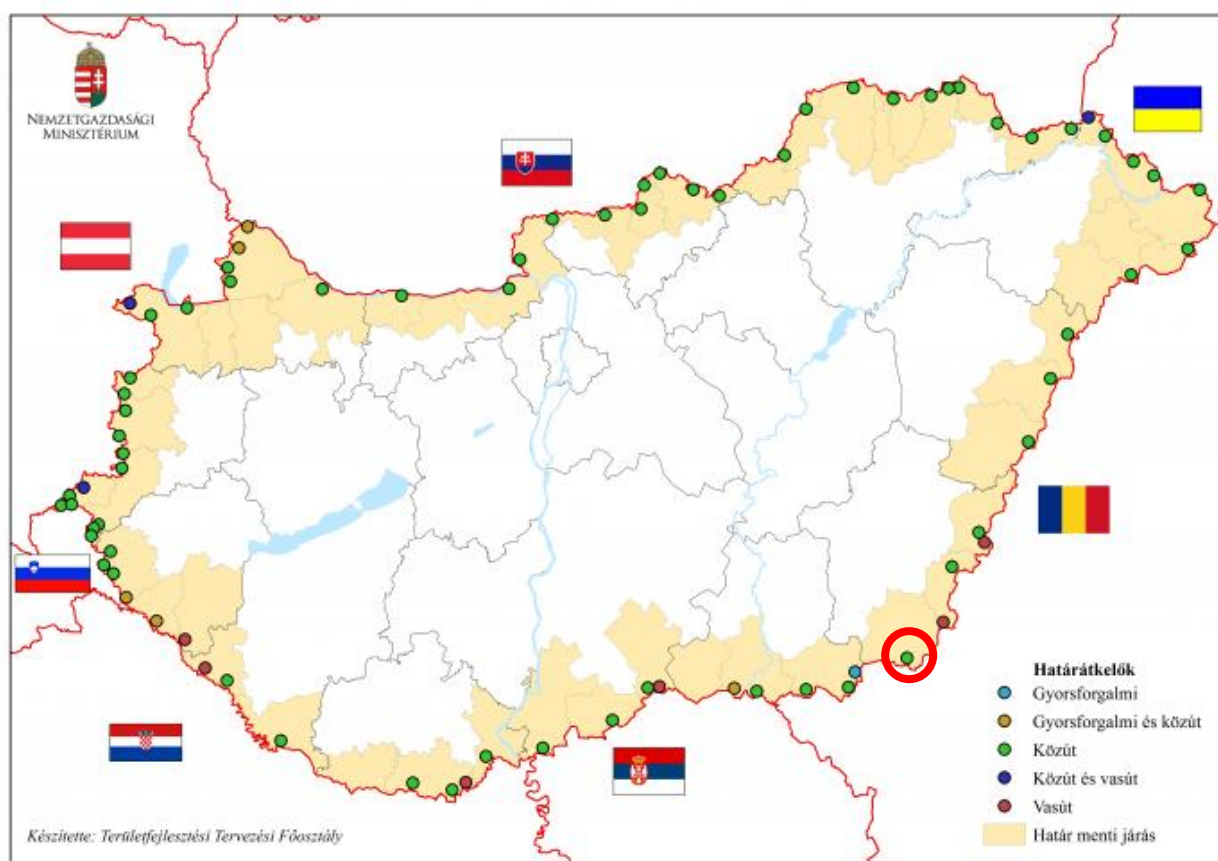 NEMZETGAZDASÁGI
MINISZTÉRIUM
Határátkelők
Gyorsforgalmi
Gyorsforgalmi és közút
Közút
Közút és vasút
Vasút
Határ menti járás
Készítette: Területfejlesztési Tervezési Főosztály